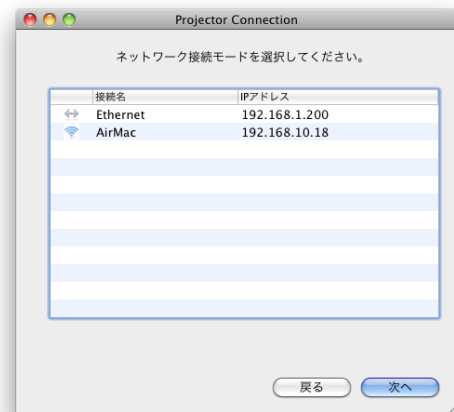 Projector Connection
ネットワーク接続モードを選択してください。
接続名 IPアドレス
Ethernet 192.168.1.200
AirMac 192.168.10.18
戻る 次へ